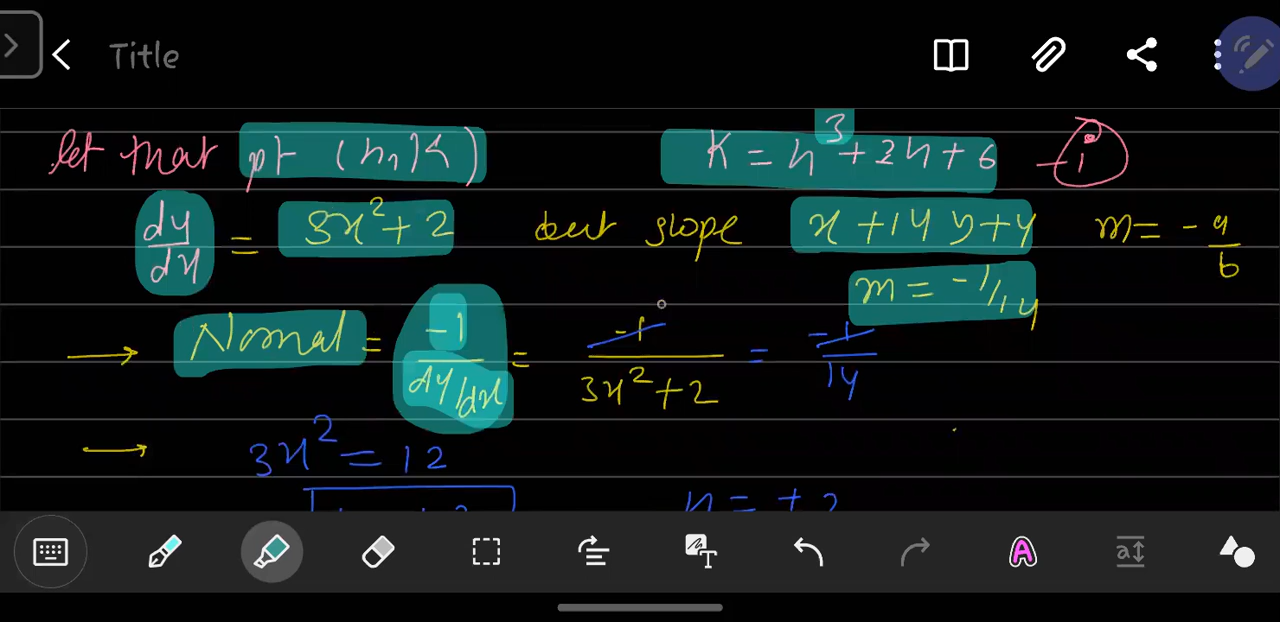 Title
let that pt (h,K) K = h³+2h+6 -i
dy/dx = 3x²+2 but slope x+14y+4 m = -a/b
m = -1/14
→ Normal = -1/dy/dx = -1/3x²+2 = -1/14
→ 3x² = 12